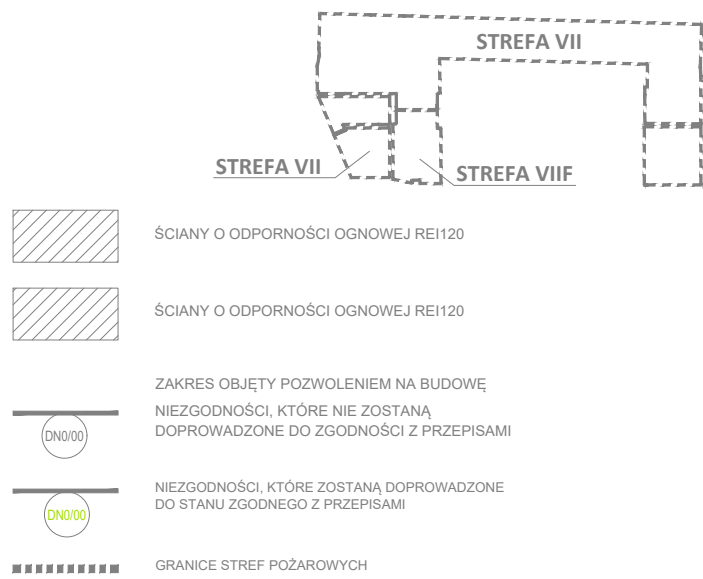 STREFA VII
STREFA VII
STREFA VIIF
ŚCIANY O ODPORNOŚCI OGNOWEJ REI120
ŚCIANY O ODPORNOŚCI OGNOWEJ REI120
ZAKRES OBJĘTY POZWOLENIEM NA BUDOWĘ
NIEZGODNOŚCI, KTÓRE NIE ZOSTANĄ
DOPROWADZONE DO ZGODNOŚCI Z PRZEPISAMI
DN0/00
NIEZGODNOŚCI, KTÓRE ZOSTANĄ DOPROWADZONE
DO STANU ZGODNEGO Z PRZEPISAMI
DN0/00
GRANICE STREF POŻAROWYCH